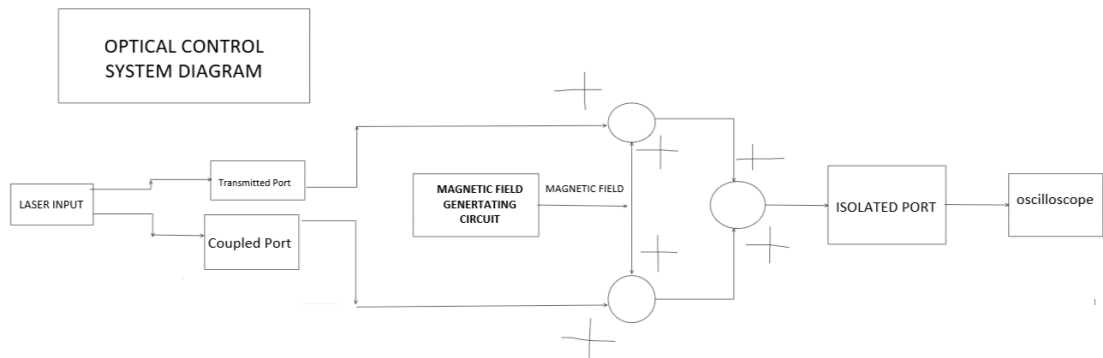 OPTICAL CONTROL
SYSTEM DIAGRAM
LASER INPUT
Transmitted Port
Coupled Port
MAGNETIC FIELD
GENERTATING
CIRCUIT
MAGNETIC FIELD
+
+
+
+
+
+
ISOLATED PORT
oscilloscope